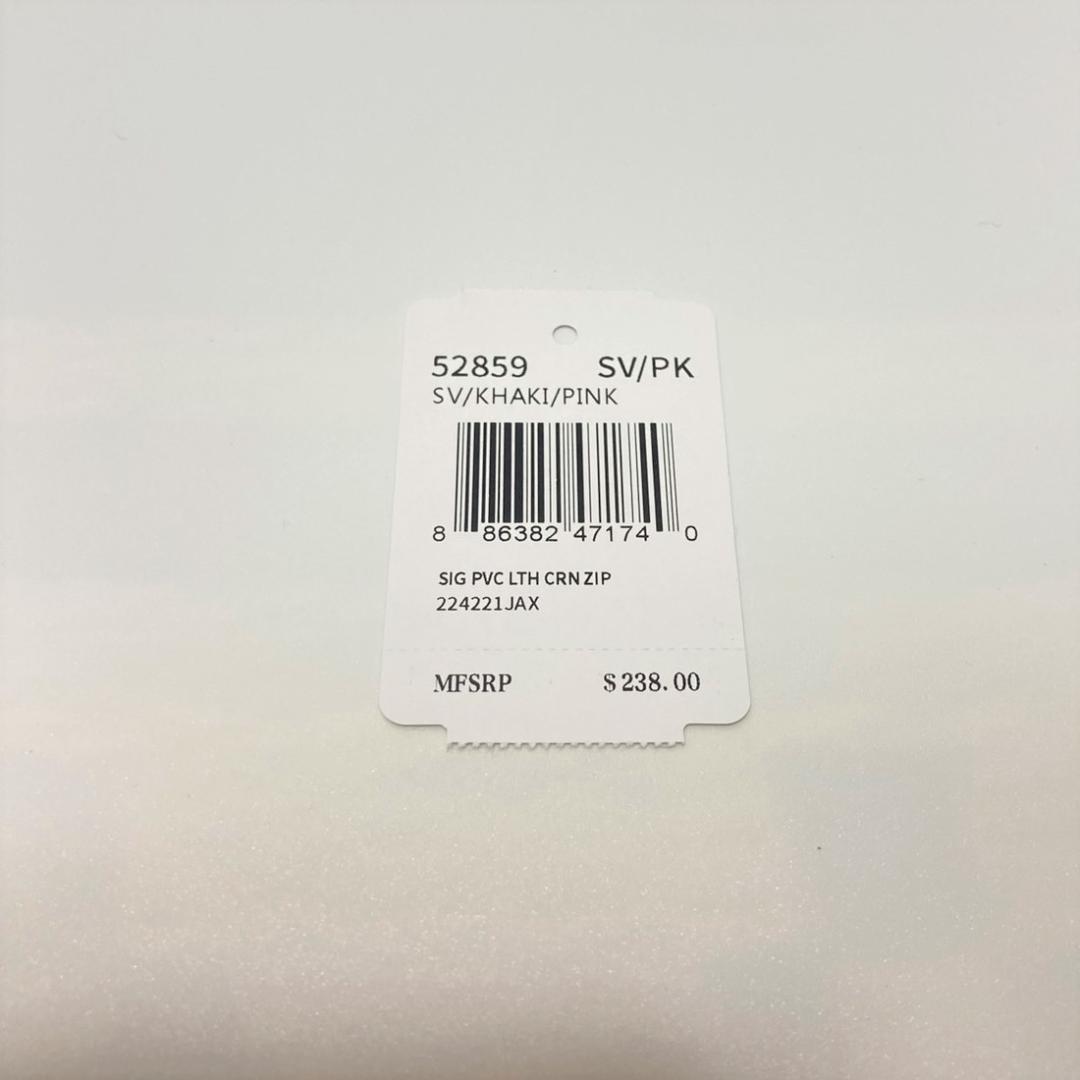 52859 SV/PK
SV/KHAKI/PINK
8 86382 47174 0
SIG PVC LTH CRN ZIP
224221JAX
MFSRP $238.00